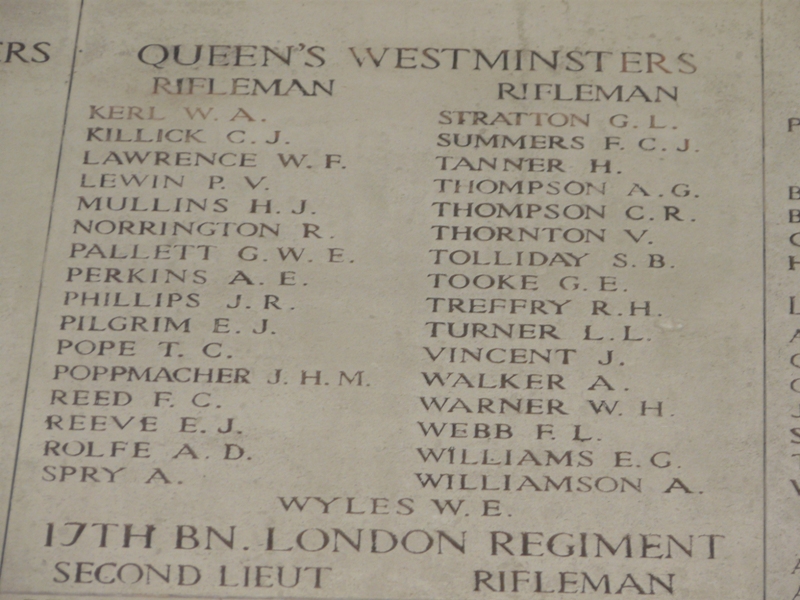 QUEEN'S WESTMINSTERS
RIFLEMAN
KERL W. A.
KILLICK C. J.
LAWRENCE W. F.
LEWIN P. V.
MULLINS H. J.
NORRINGTON R.
PALLETT G. W. E.
PERKINS A. E.
PHILLIPS J. R.
PILGRIM E. J.
POPE T. C.
POPPMACHER J. H. M.
REED F. C.
REEVE E. J.
ROLFE A. D.
SPRY A.
RIFLEMAN
STRATTON G. L.
SUMMERS F. C. J.
TANNER H.
THOMPSON A. G.
THOMPSON C. R.
THORNTON V.
TOLLIDAY S. B.
TOOKE G. E.
TREFFRY R. H.
TURNER L. L.
VINCENT J.
WALKER A.
WARNER W. H.
WEBB F. L.
WILLIAMS E. G.
WILLIAMSON A.
WYLES W. E.
17TH BN. LONDON REGIMENT
SECOND LIEUT
RIFLEMAN